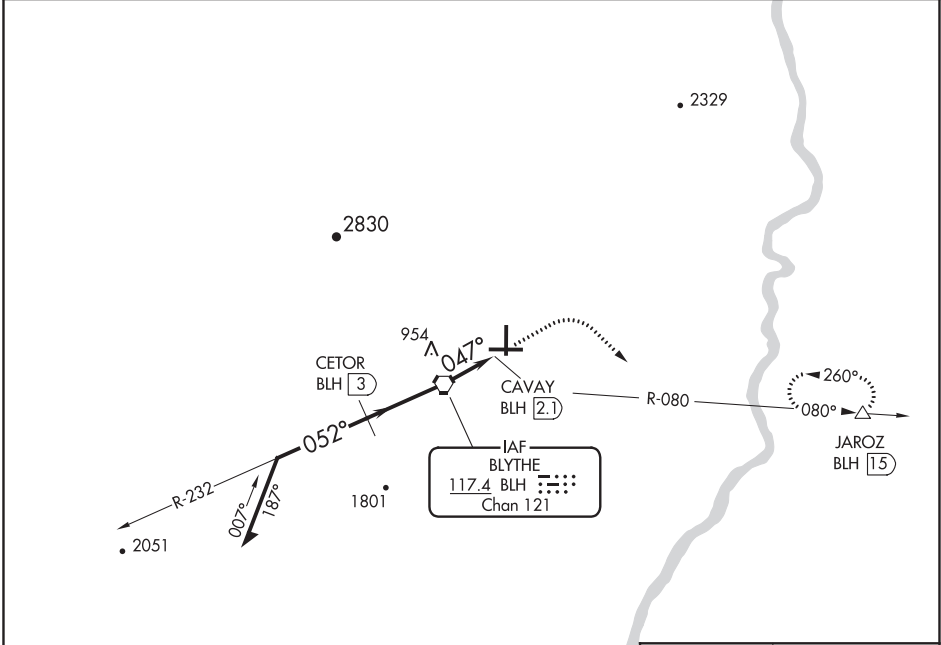 2329
2830
954
047°
CETOR
BLH 3
CAVAY
BLH 2.1
R-080
260°
080°
052°
IAF
BLYTHE
117.4 BLH
Chan 121
JAROZ
BLH 15
R-232
007°
187°
1801
2051